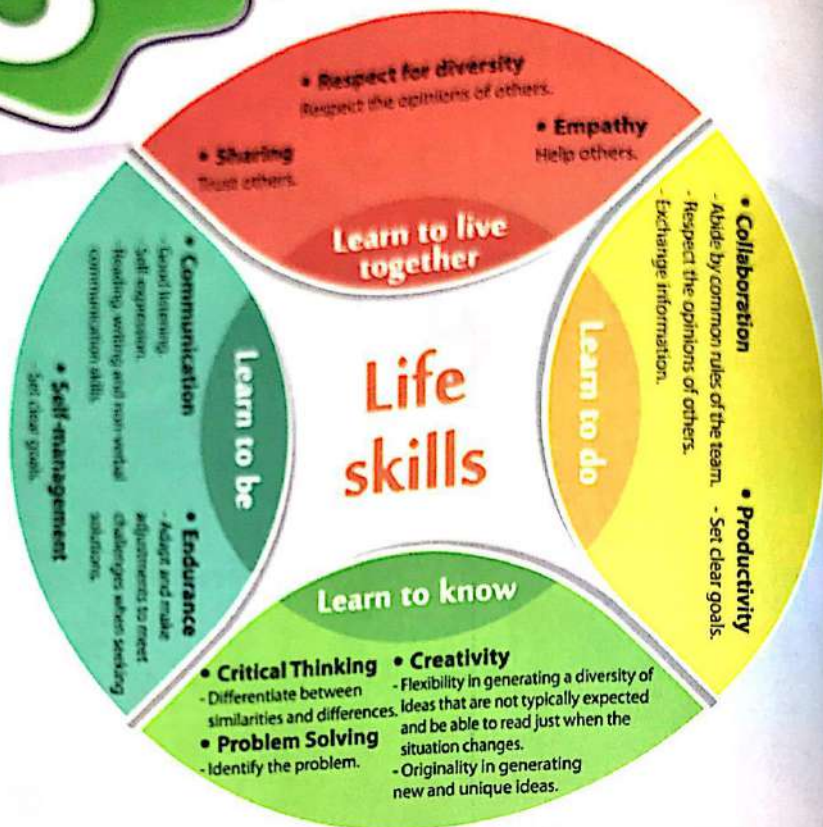 • Respect for diversity
Respect the opinions of others.
• Empathy
Help others.
• Sharing
Trust others.
Learn to live
together
• Collaboration
- Abide by common rules of the team.
- Respect the opinions of others.
- Exchange information.
• Productivity
- Set clear goals.
Learn to do
Life
skills
Learn to be
• Communication
- Good listening.
- Self-expression.
- Reading, writing and non-verbal
communication skills.
• Self-management
- Set clear goals.
• Endurance
- Adapt and make
adjustments to meet
challenges when seeking
solutions.
Learn to know
• Critical Thinking
- Differentiate between
similarities and differences.
• Problem Solving
- Identify the problem.
• Creativity
- Flexibility in generating a diversity of
Ideas that are not typically expected
and be able to read just when the
situation changes.
- Originality in generating
new and unique ideas.